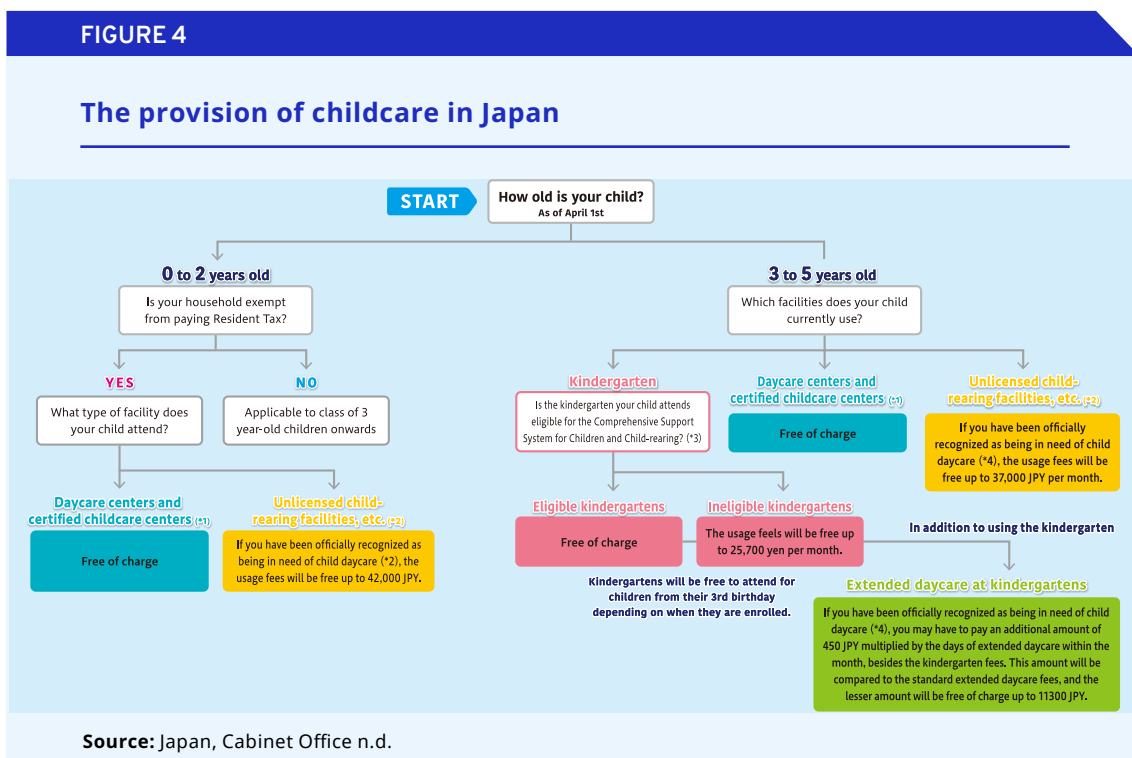 FIGURE 4
The provision of childcare in Japan
START
How old is your child?
As of April 1st
0 to 2 years old
Is your household exempt
from paying Resident Tax?
YES
What type of facility does
your child attend?
NO
Applicable to class of 3
year-old children onwards
Daycare centers and
certified childcare centers (*1)
Free of charge
Unlicensed child-
rearing facilities, etc. (*2)
If you have been officially recognized as
being in need of child daycare (*2), the
usage fees will be free up to 42,000 JPY.
3 to 5 years old
Which facilities does your child
currently use?
Kindergarten
Is the kindergarten your child attends
eligible for the Comprehensive Support
System for Children and Child-rearing? (*3)
Daycare centers and
certified childcare centers (*1)
Free of charge
Unlicensed child-
rearing facilities, etc. (*2)
If you have been officially
recognized as being in need of child
daycare (*4), the usage fees will be
free up to 37,000 JPY per month.
Eligible kindergartens
Free of charge
Ineligible kindergartens
The usage feels will be free up
to 25,700 yen per month.
Kindergartens will be free to attend for
children from their 3rd birthday
depending on when they are enrolled.
In addition to using the kindergarten
Extended daycare at kindergartens
If you have been officially recognized as being in need of child
daycare (*4), you may have to pay an additional amount of
450 JPY multiplied by the days of extended daycare within the
month, besides the kindergarten fees. This amount will be
compared to the standard extended daycare fees, and the
lesser amount will be free of charge up to 11300 JPY.
Source: Japan, Cabinet Office n.d.